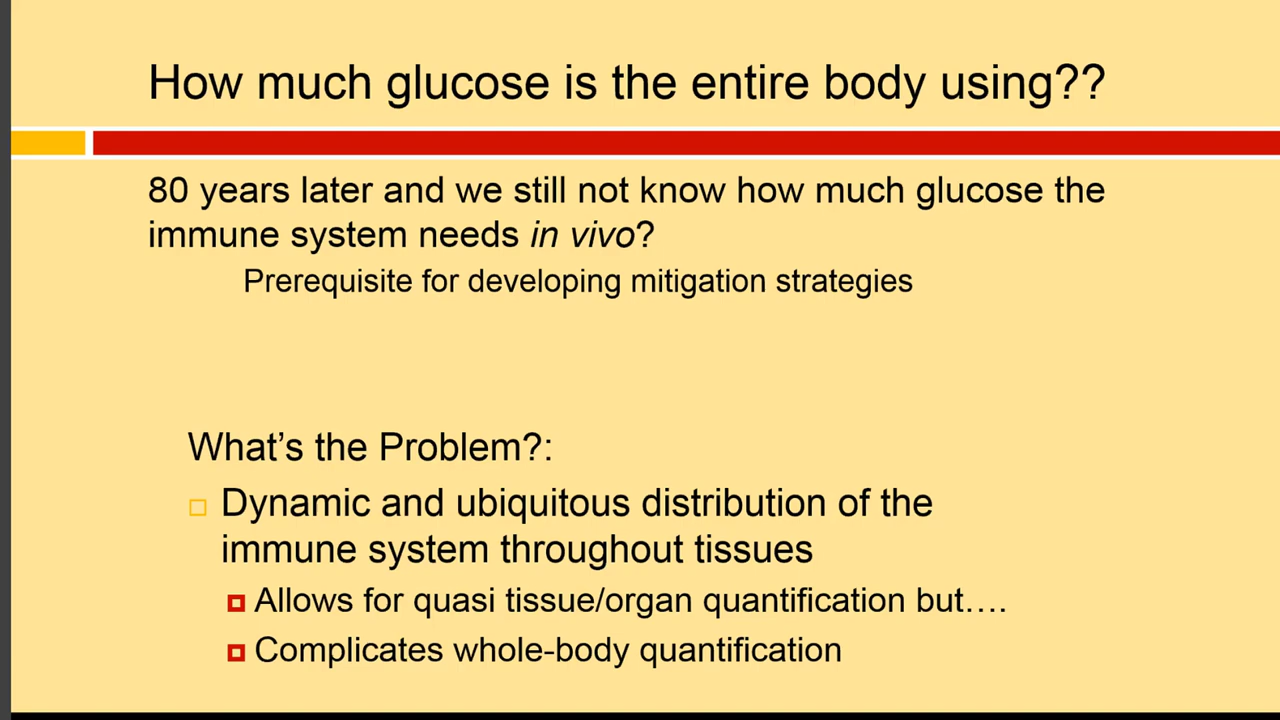 How much glucose is the entire body using??
80 years later and we still not know how much glucose the
immune system needs in vivo?
Prerequisite for developing mitigation strategies
What’s the Problem?:
Dynamic and ubiquitous distribution of the
immune system throughout tissues
Allows for quasi tissue/organ quantification but….
Complicates whole-body quantification